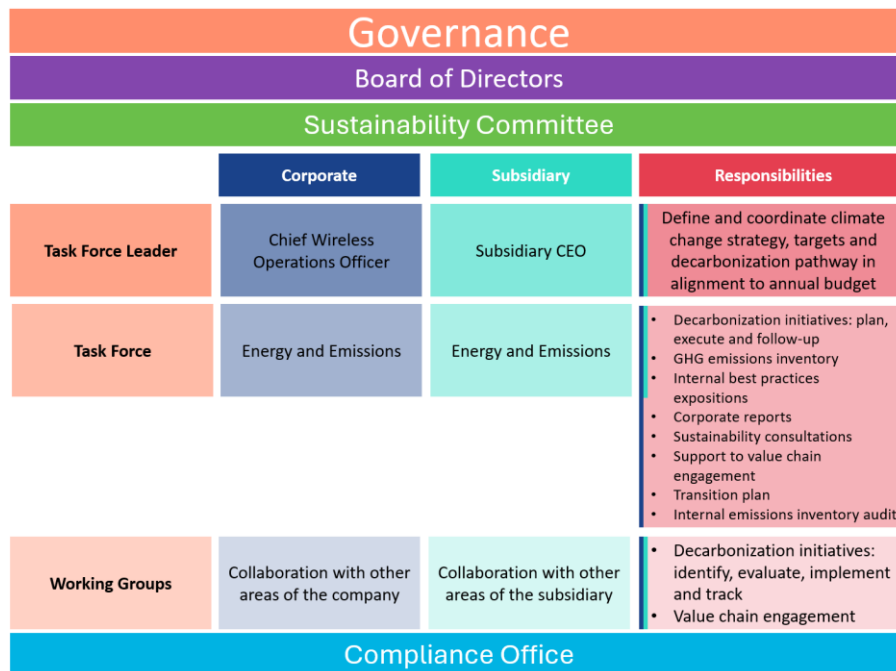 Governance
Board of Directors
Sustainability Committee
Corporate
Subsidiary
Responsibilities
Task Force Leader
Chief Wireless
Operations Officer
Subsidiary CEO
Define and coordinate climate
change strategy, targets and
decarbonization pathway in
alignment to annual budget
Task Force
Energy and Emissions
Energy and Emissions
• Decarbonization initiatives: plan,
execute and follow-up
• GHG emissions inventory
• Internal best practices
expositions
• Corporate reports
• Sustainability consultations
• Support to value chain
engagement
• Transition plan
• Internal emissions inventory audit
Working Groups
Collaboration with other
areas of the company
Collaboration with other
areas of the subsidiary
• Decarbonization initiatives:
identify, evaluate, implement
and track
• Value chain engagement
Compliance Office